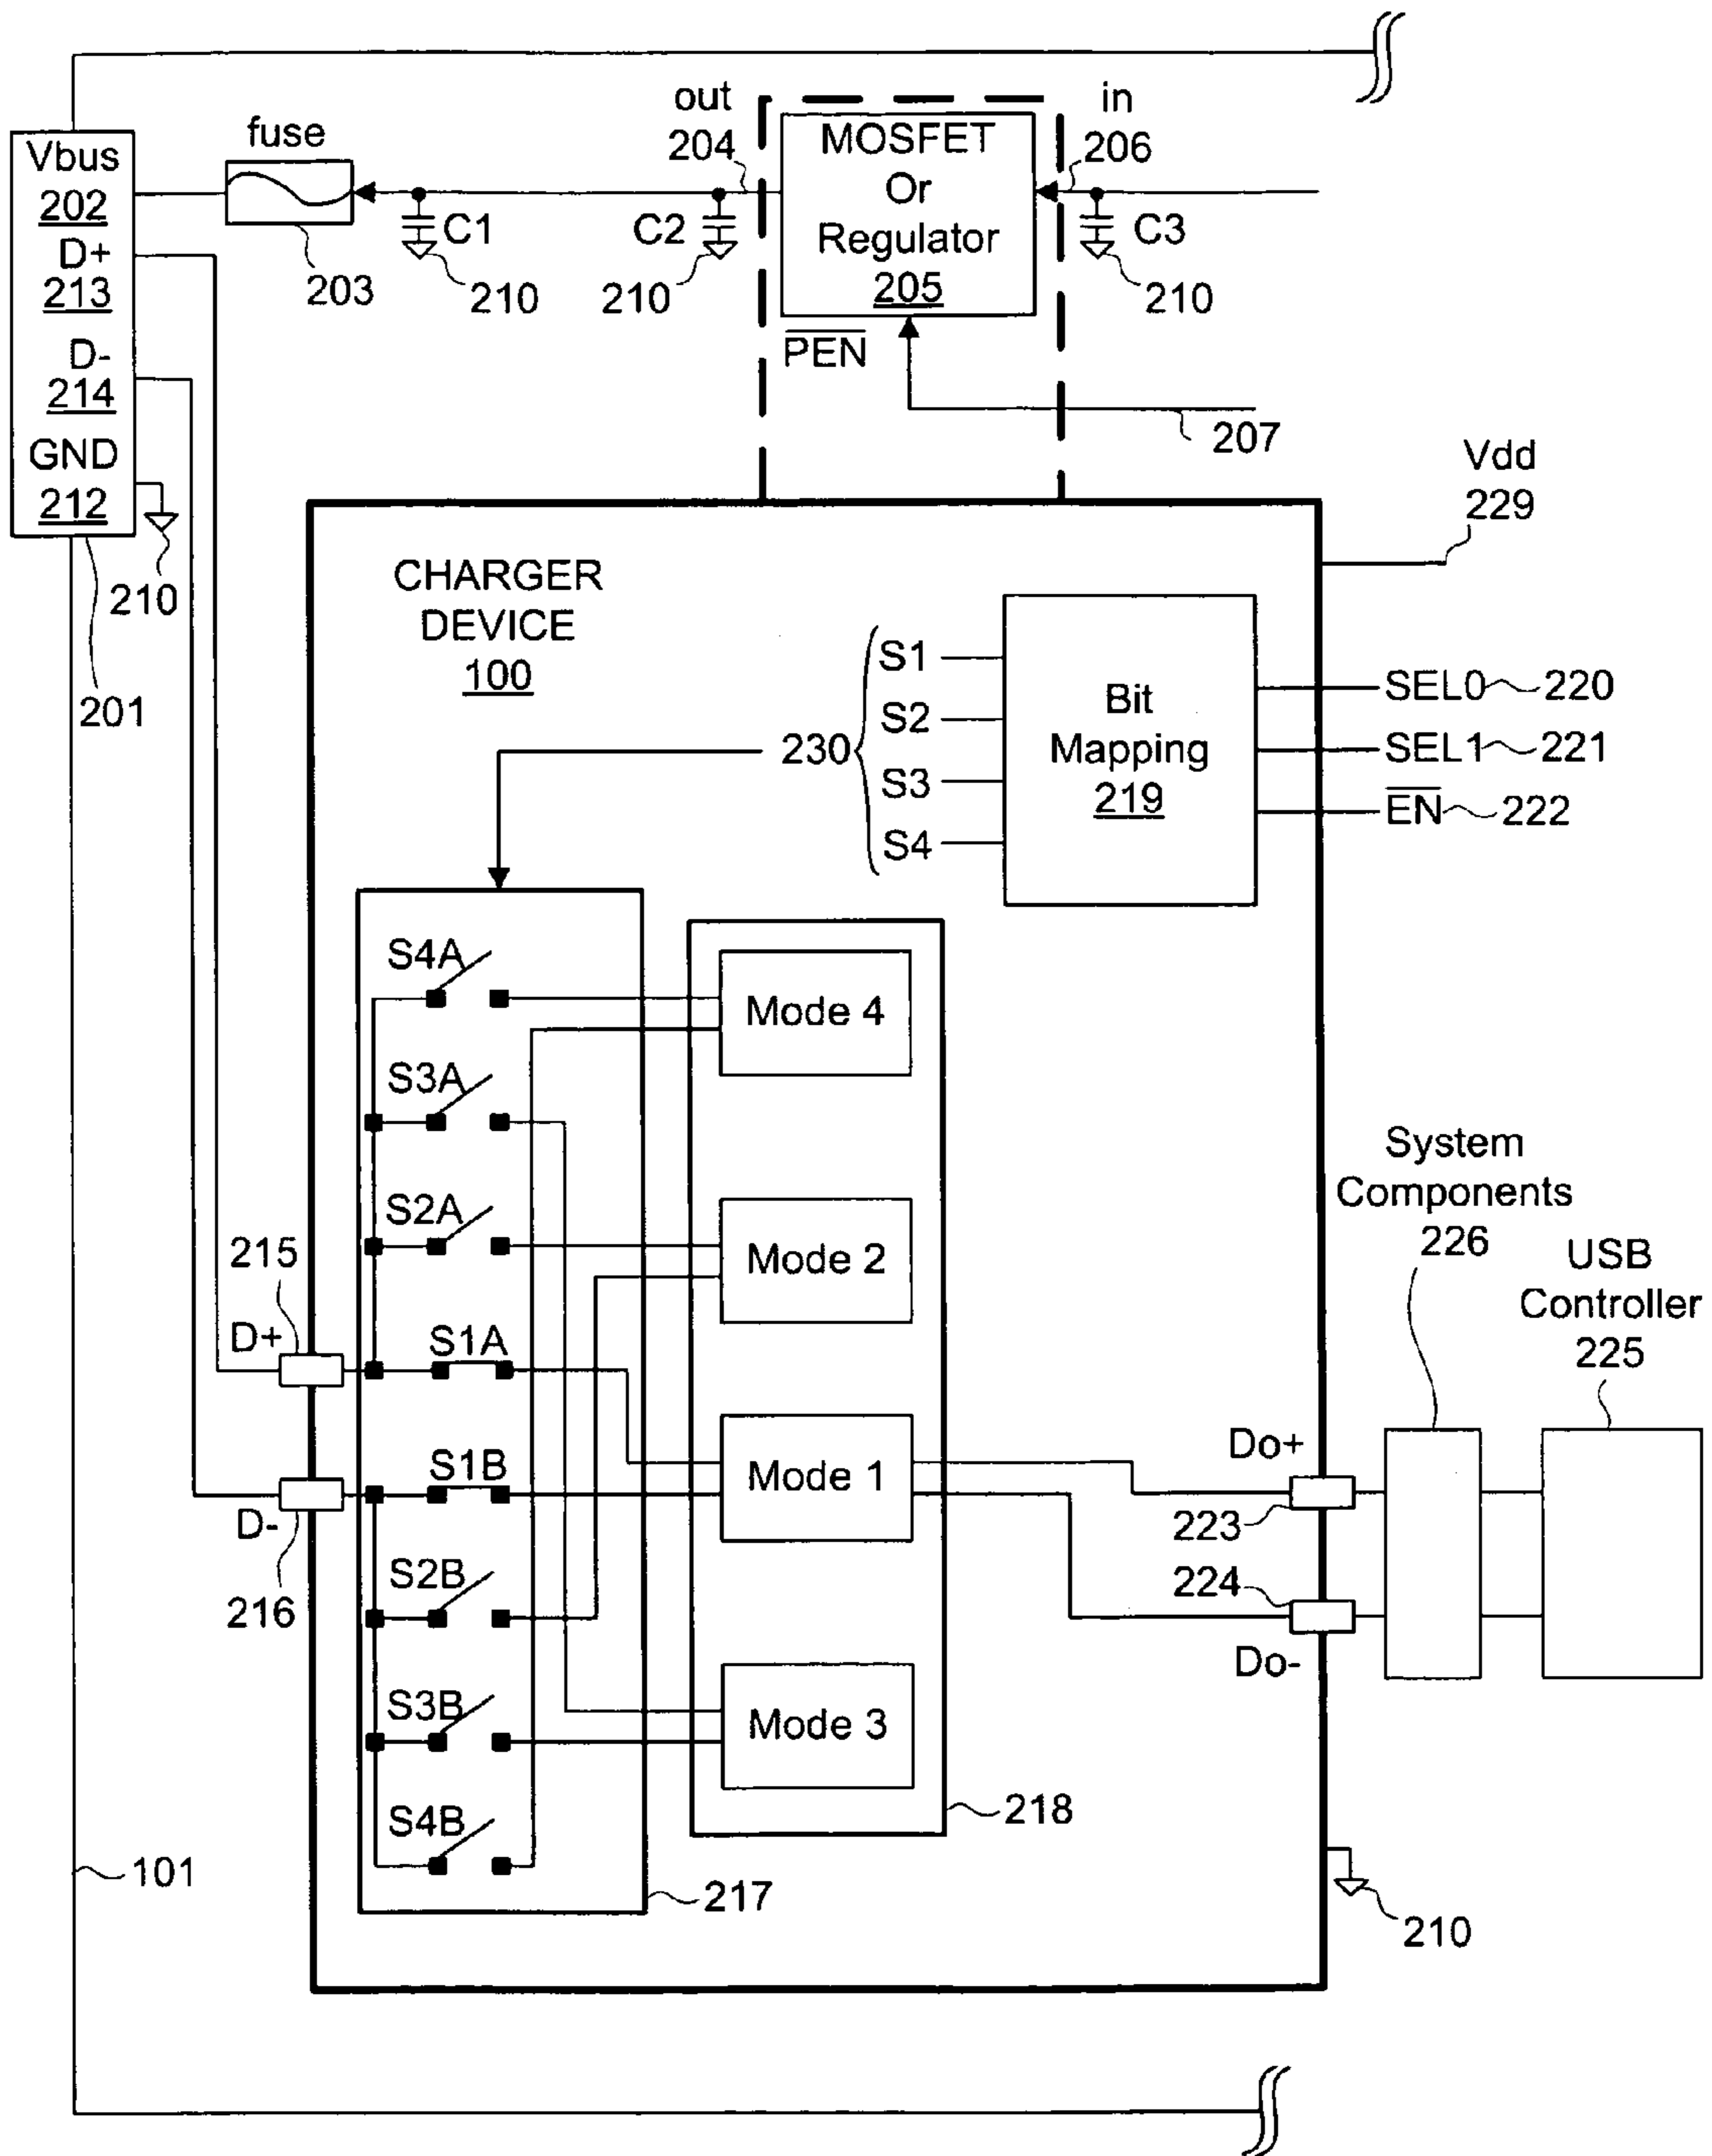 out
204
in
206
fuse
Vbus
202
D+
213
D-
214
GND
212
203
C1
210
C2
210
MOSFET
Or
Regulator
205
C3
210
PEN
207
Vdd
229
210
201
CHARGER
DEVICE
100
230
S1
S2
S3
S4
Bit
Mapping
219
SEL0
220
SEL1
221
EN
222
S4A
S3A
S2A
S1A
S1B
S2B
S3B
S4B
Mode 4
Mode 2
Mode 1
Mode 3
215
D+
D-
216
System
Components
226
USB
Controller
225
Do+
223
224
Do-
218
217
101
210